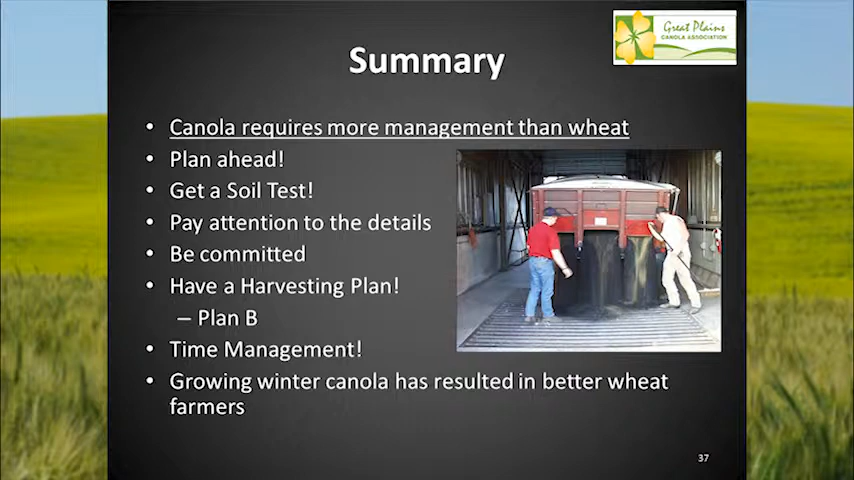 Great Plains
CANOLA ASSOCIATION
Summary
• Canola requires more management than wheat
• Plan ahead!
• Get a Soil Test!
• Pay attention to the details
• Be committed
• Have a Harvesting Plan!
– Plan B
• Time Management!
• Growing winter canola has resulted in better wheat
farmers
37